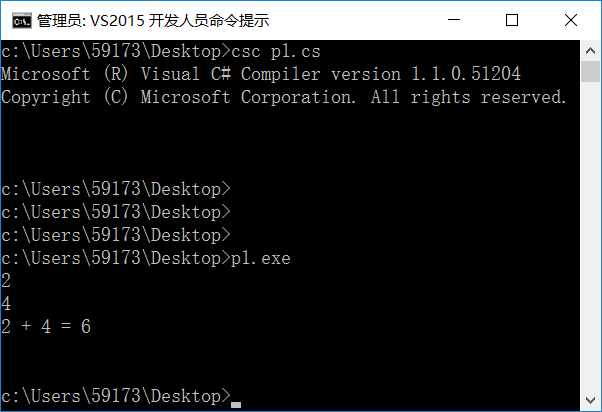 管理员: VS2015 开发人员命令提示
c:\Users\59173\Desktop>csc pl.cs
Microsoft (R) Visual C# Compiler version 1.1.0.51204
Copyright (C) Microsoft Corporation. All rights reserved.
c:\Users\59173\Desktop>
c:\Users\59173\Desktop>
c:\Users\59173\Desktop>
c:\Users\59173\Desktop>pl.exe
2
4
2 + 4 = 6
c:\Users\59173\Desktop>